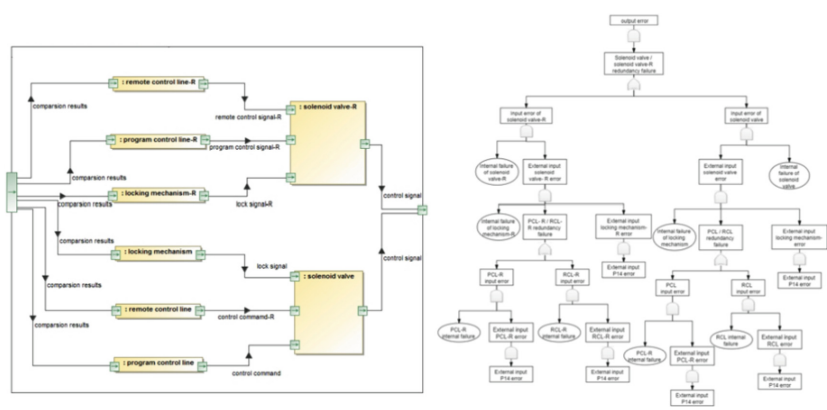 : remote control line-R
comparsion results
remote control signal-R
: solenoid valve-R
: program control line-R
program control signal-R
comparsion results
: locking mechanism-R
comparsion results
lock signal-R
control signal
comparsion results
: locking mechanism
lock signal
control signal
: solenoid valve
comparsion results
: remote control line
control command-R
comparsion results
: program control line
control command
output error
Solenoid valve /
solenoid valve-R
redundancy failure
Input error of
solenoid valve-R
Input error of
solenoid valve
Internal failure
of solenoid
valve-R
External input
solenoid
valve -R error
External input
solenoid valve
error
Internal
failure of
solenoid
valve
Internal failure
of locking
mechanism-R
PCL- R / RCL-
R redundancy
failure
External input
locking mechanism-
R error
Internal failure
of locking
mechanism
PCL / RCL
redundancy
failure
External input
locking mechanism-
error
PCL-R
input error
RCL-R
input error
External input
P14 error
PCL
input error
RCL
input error
External input
P14 error
PCL-R
internal failure
External input
PCL-R error
RCL-R internal
failure
External input
RCL-R error
PCL-R
internal failure
External input
PCL-R error
RCL internal
failure
External input
RCL error
External input
P14 error
External input
P14 error
External input
P14 error
External input
P14 error